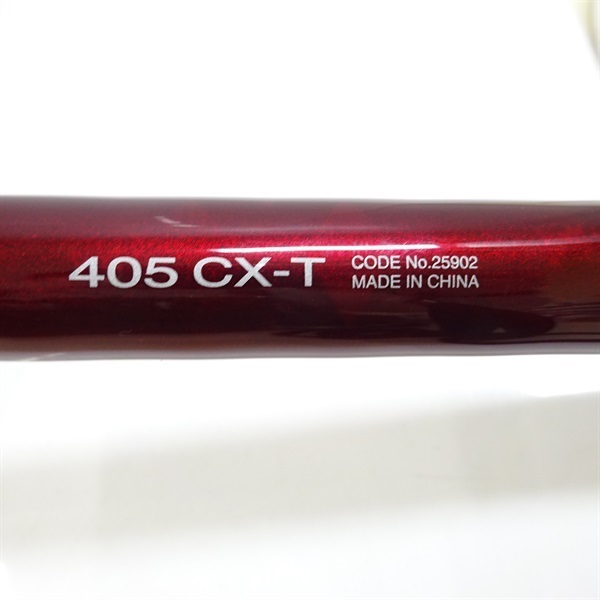 405 CX-T
CODE No.25902
MADE IN CHINA